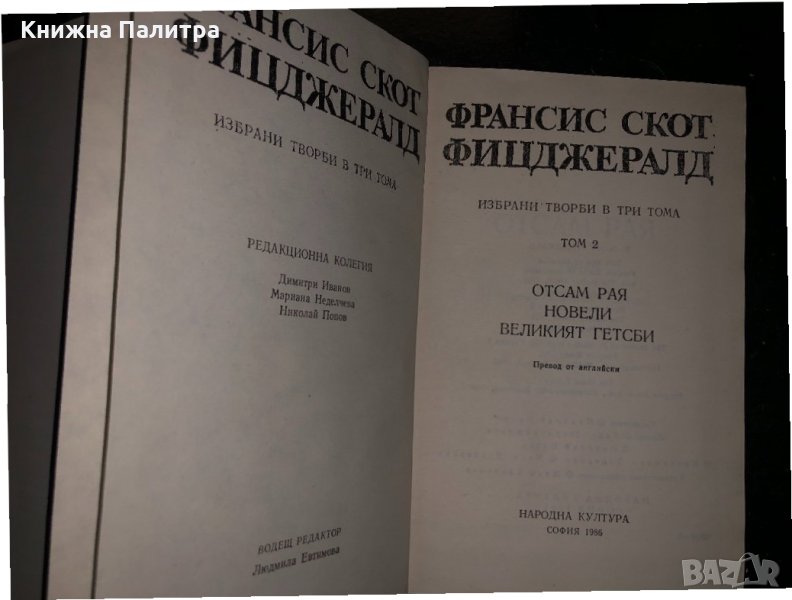 Книжна Палитра
ФРАНСИС СКОТ
ФИЦДЖЕРАЛД
ИЗБРАНИ ТВОРБИ В ТРИ ТОМА
РЕДАКЦИОННА КОЛЕГИЯ
Димитри Иванов
Мариана Неделчева
Николай Попов
ВОДЕЩ РЕДАКТОР
Людмила Евтимова
ФРАНСИС СКОТ
ФИЦДЖЕРАЛД
ИЗБРАНИ ТВОРБИ В ТРИ ТОМА
ТОМ 2
ОТСАМ РАЯ
НОВЕЛИ
ВЕЛИКИЯТ ГЕТСБИ
Превод от английски
НАРОДНА КУЛТУРА
СОФИЯ 1986
BAZAR